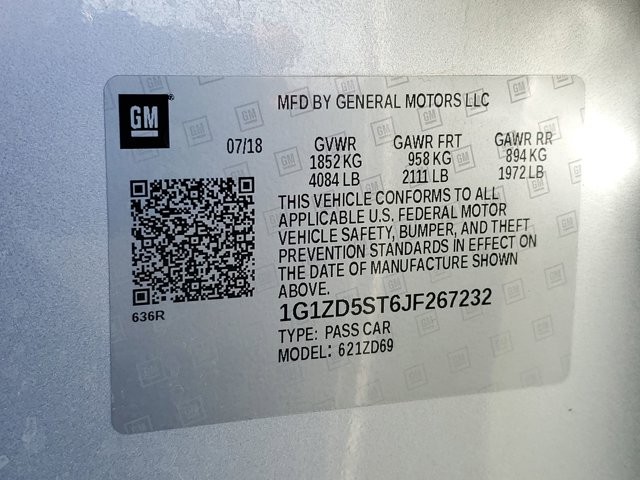 MFD BY GENERAL MOTORS LLC
GM
07/18 GVWR GAWR FRT GAWR RR
1852 KG 958 KG 894 KG
4084 LB 2111 LB 1972 LB
THIS VEHICLE CONFORMS TO ALL
APPLICABLE U.S. FEDERAL MOTOR
VEHICLE SAFETY, BUMPER, AND THEFT
PREVENTION STANDARDS IN EFFECT ON
THE DATE OF MANUFACTURE SHOWN
ABOVE.
636R
1G1ZD5ST6JF267232
TYPE: PASS CAR
MODEL: 621ZD69